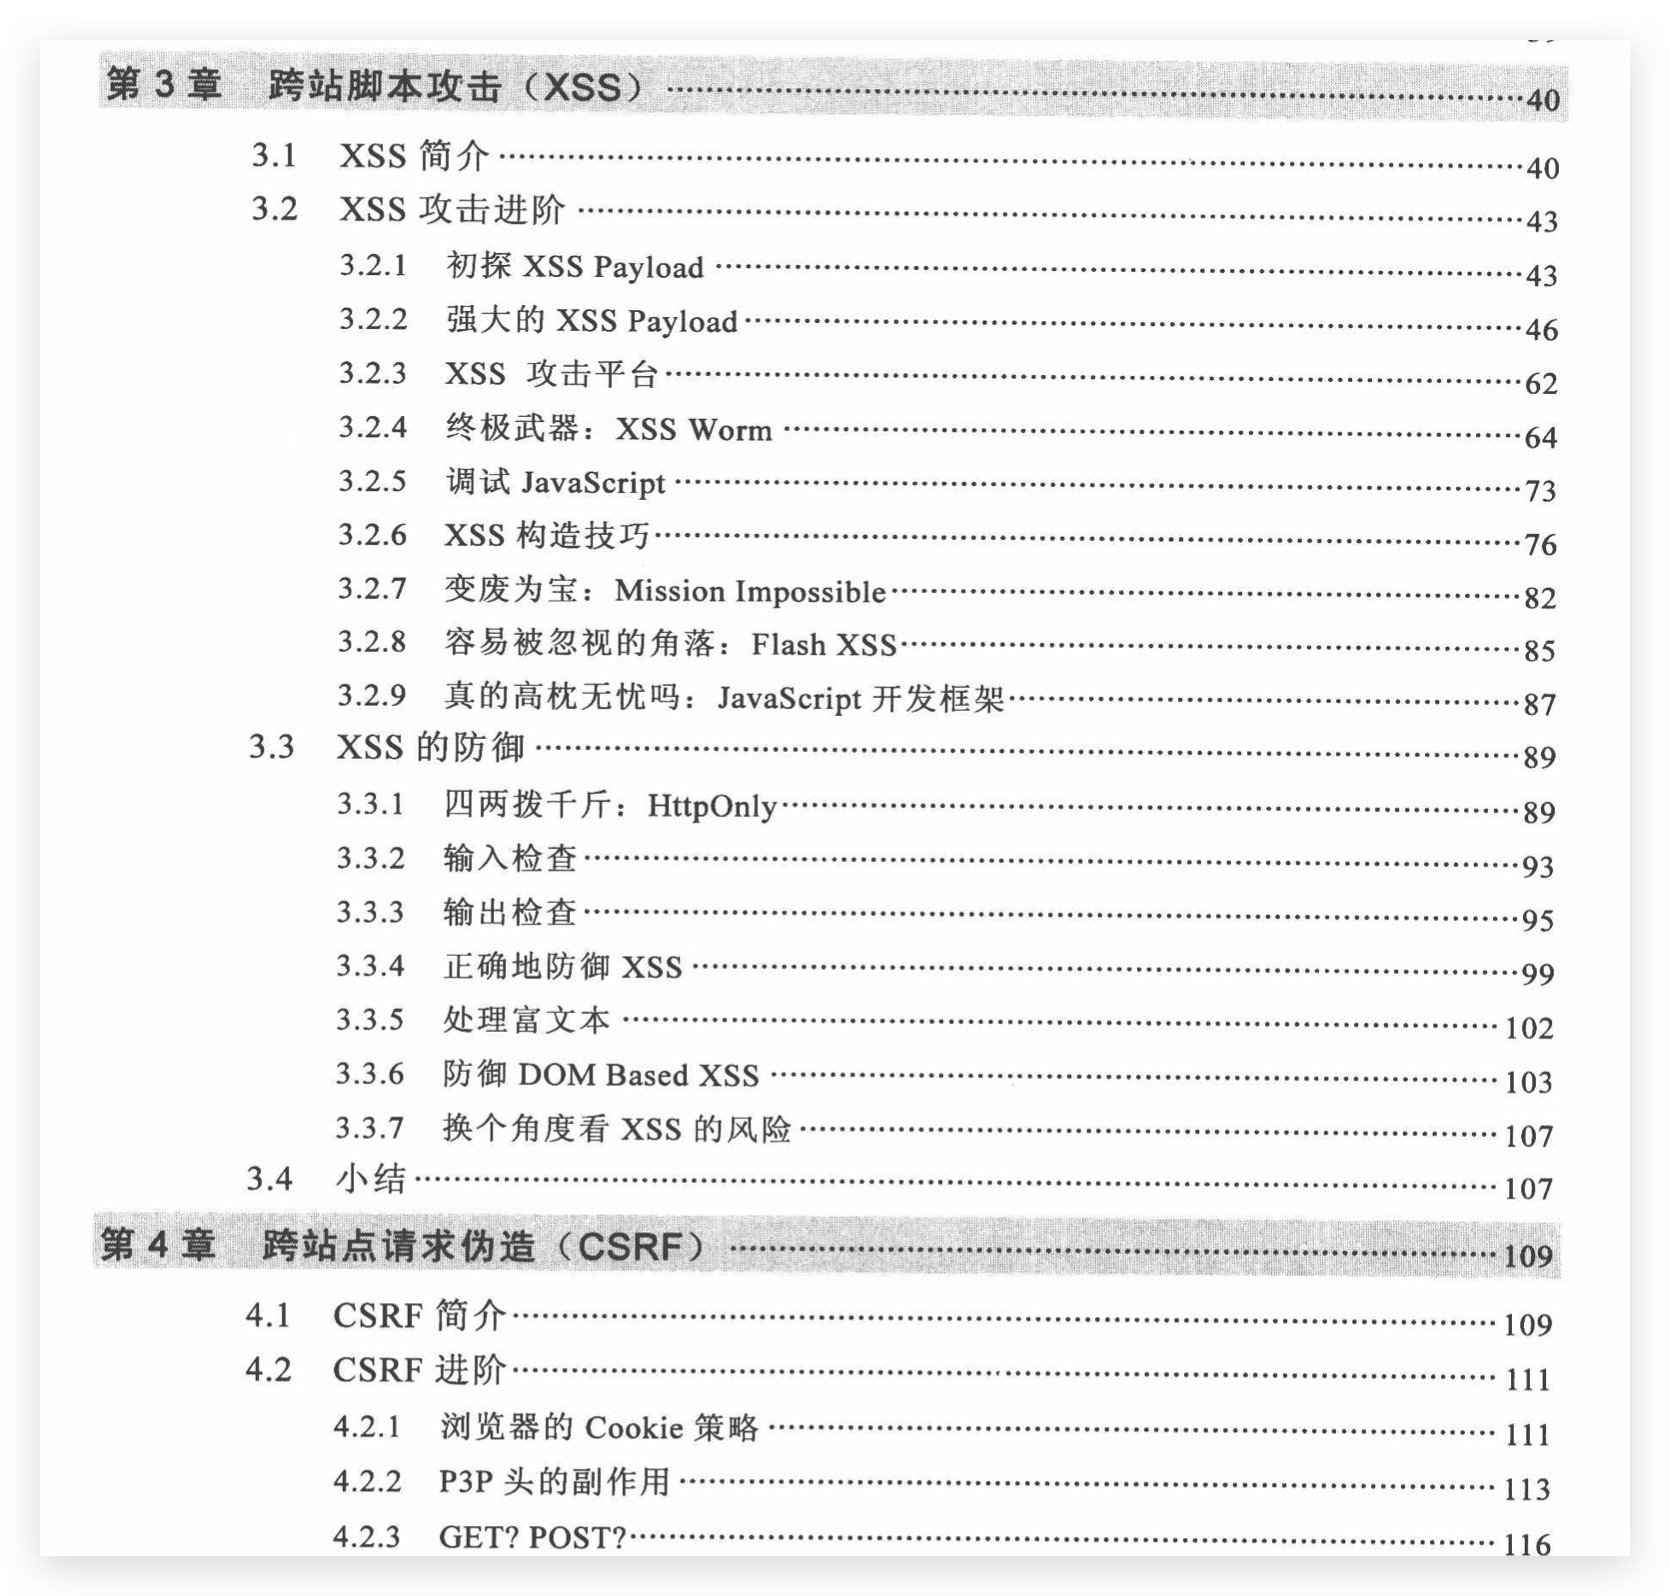 第 3 章 跨站脚本攻击（XSS）……40
3.1 XSS 简介……40
3.2 XSS 攻击进阶……43
3.2.1 初探 XSS Payload……43
3.2.2 强大的 XSS Payload……46
3.2.3 XSS 攻击平台……62
3.2.4 终极武器：XSS Worm……64
3.2.5 调试 JavaScript……73
3.2.6 XSS 构造技巧……76
3.2.7 变废为宝：Mission Impossible……82
3.2.8 容易被忽视的角落：Flash XSS……85
3.2.9 真的高枕无忧吗：JavaScript 开发框架……87
3.3 XSS 的防御……89
3.3.1 四两拨千斤：HttpOnly……89
3.3.2 输入检查……93
3.3.3 输出检查……95
3.3.4 正确地防御 XSS……99
3.3.5 处理富文本……102
3.3.6 防御 DOM Based XSS……103
3.3.7 换个角度看 XSS 的风险……107
3.4 小结……107
第 4 章 跨站点请求伪造（CSRF）……109
4.1 CSRF 简介……109
4.2 CSRF 进阶……111
4.2.1 浏览器的 Cookie 策略……111
4.2.2 P3P 头的副作用……113
4.2.3 GET? POST?……116